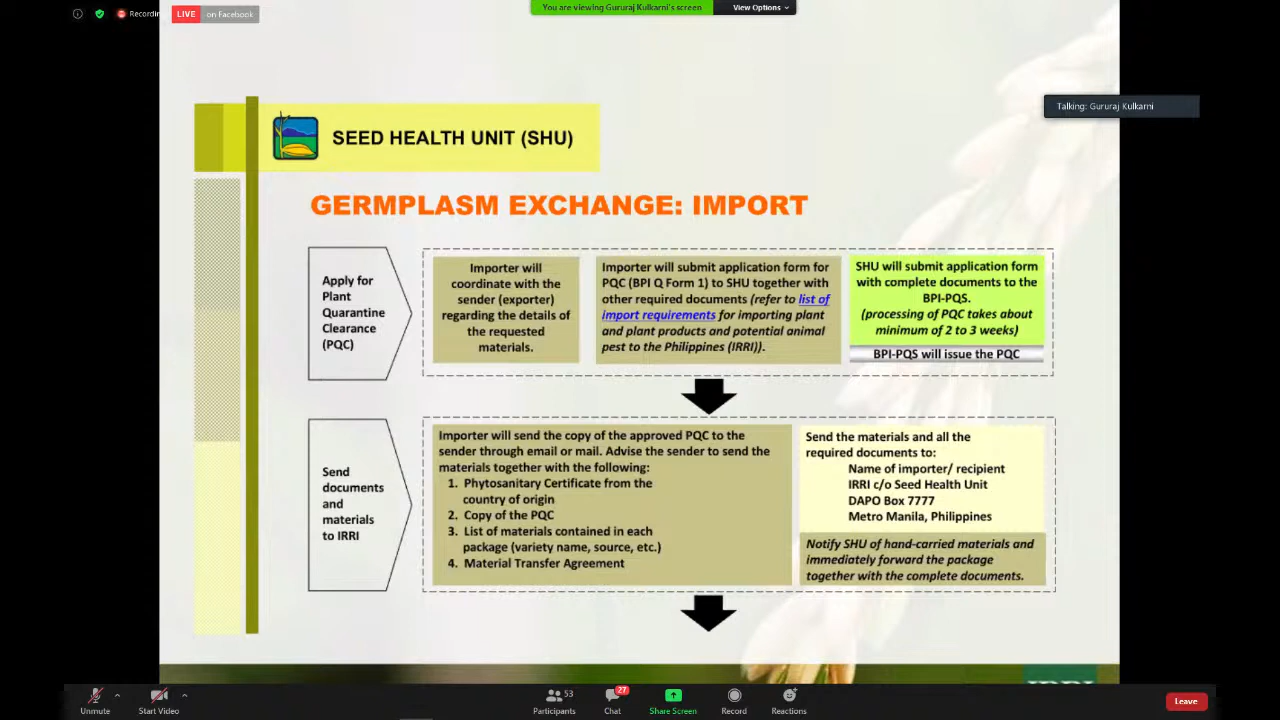 Recordin
LIVE on Facebook
You are viewing Gururaj Kulkarni's screen
View Options
Talking: Gururaj Kulkarni
SEED HEALTH UNIT (SHU)
GERMPLASM EXCHANGE: IMPORT
Apply for
Plant
Quarantine
Clearance
(PQC)
Importer will
coordinate with the
sender (exporter)
regarding the details of
the requested
materials.
Importer will submit application form for
PQC (BPI Q Form 1) to SHU together with
other required documents (refer to list of
import requirements for importing plant
and plant products and potential animal
pest to the Philippines (IRRI)).
SHU will submit application form
with complete documents to the
BPI-PQS.
(processing of PQC takes about
minimum of 2 to 3 weeks)
BPI-PQS will issue the PQC
Send
documents
and
materials
to IRRI
Importer will send the copy of the approved PQC to the
sender through email or mail. Advise the sender to send the
materials together with the following:
1. Phytosanitary Certificate from the
country of origin
2. Copy of the PQC
3. List of materials contained in each
package (variety name, source, etc.)
4. Material Transfer Agreement
Send the materials and all the
required documents to:
Name of importer/ recipient
IRRI c/o Seed Health Unit
DAPO Box 7777
Metro Manila, Philippines
Notify SHU of hand-carried materials and
immediately forward the package
together with the complete documents.
IRRI
Unmute
Start Video
53
Participants
27
Chat
Share Screen
Record
Reactions
Leave